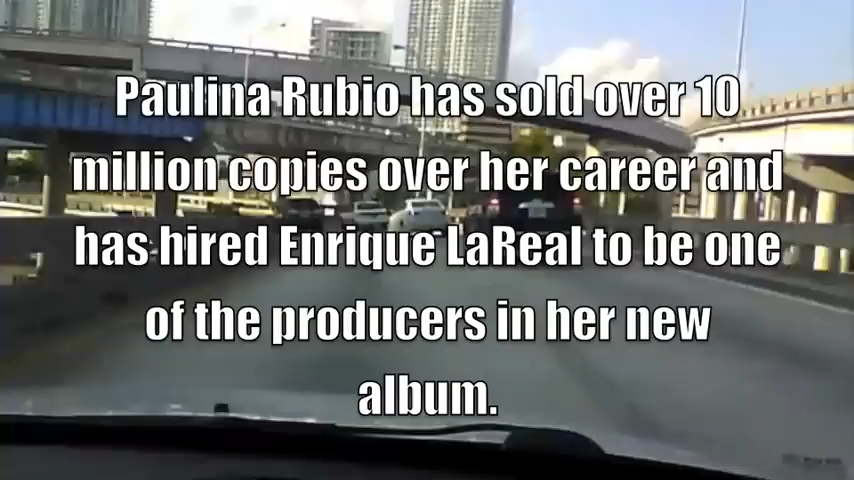 Paulina Rubio has sold over 10
million copies over her career and
has hired Enrique LaReal to be one
of the producers in her new
album.